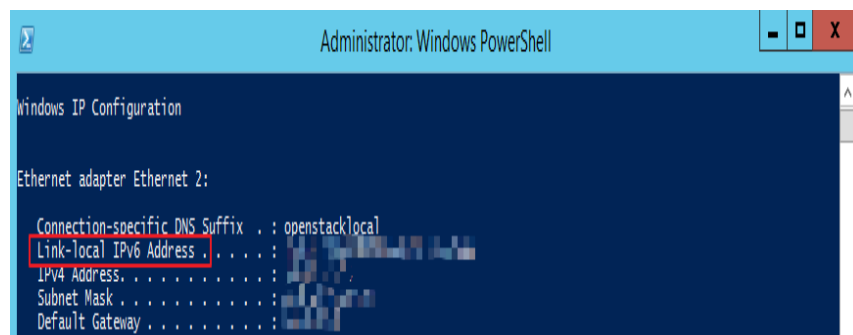 Administrator: Windows PowerShell
Windows IP Configuration
Ethernet adapter Ethernet 2:
Connection-specific DNS Suffix . : openstacklocal
Link-local IPv6 Address . . . . . :
IPv4 Address. . . . . . . . . . . :
Subnet Mask . . . . . . . . . . . :
Default Gateway . . . . . . . . . :